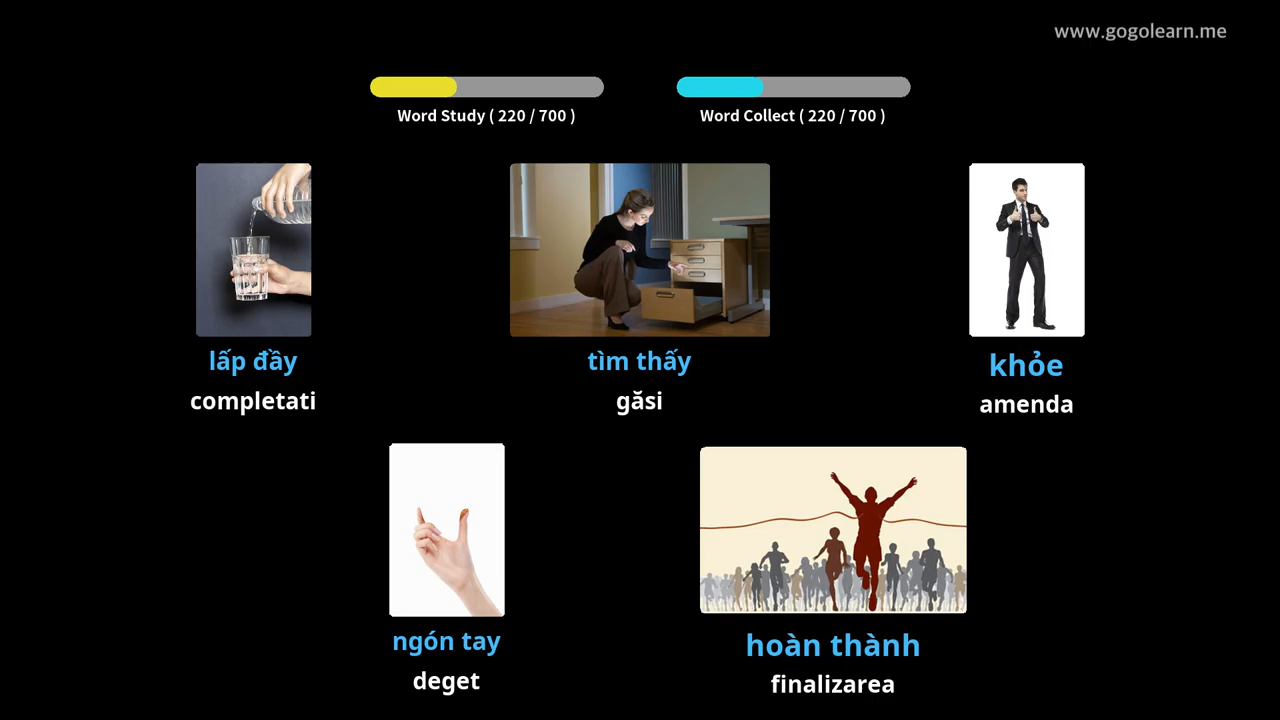 www.gogolearn.me
Word Study ( 220 / 700 )
Word Collect ( 220 / 700 )
lấp đầy
completati
tìm thấy
găsi
khỏe
amenda
ngón tay
deget
hoàn thành
finalizarea